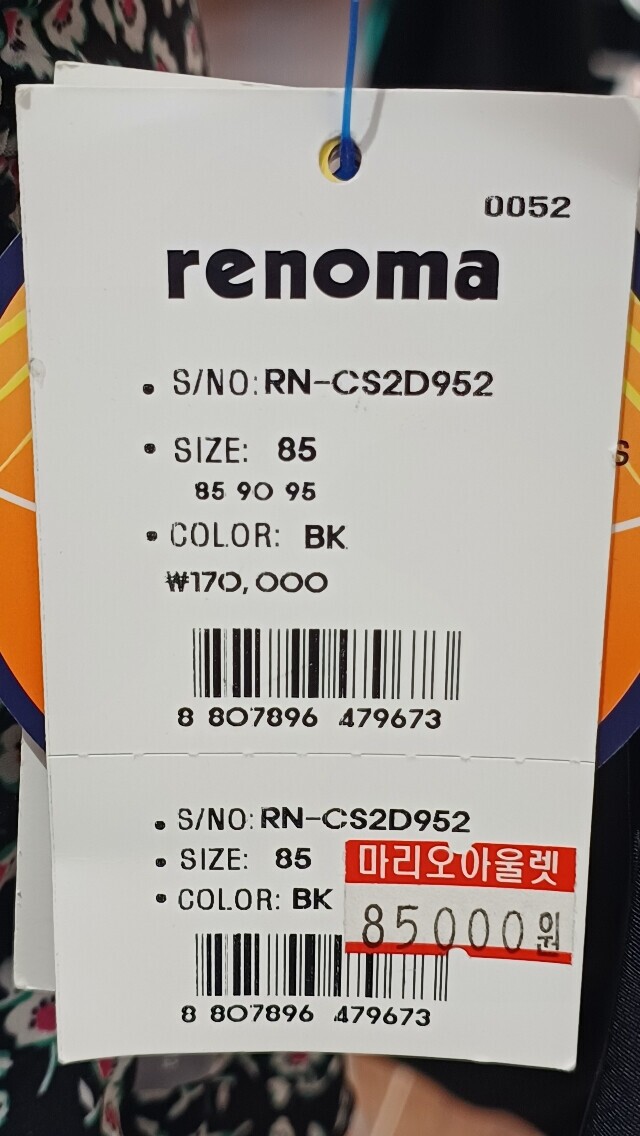 0052
renoma
• S/NO: RN-CS2D952
• SIZE: 85
85 90 95
• COLOR: BK
₩170,000
8 807896 479673
• S/NO: RN-CS2D952
• SIZE: 85
• COLOR: BK
마리오아울렛
85000원
8 807896 479673
S